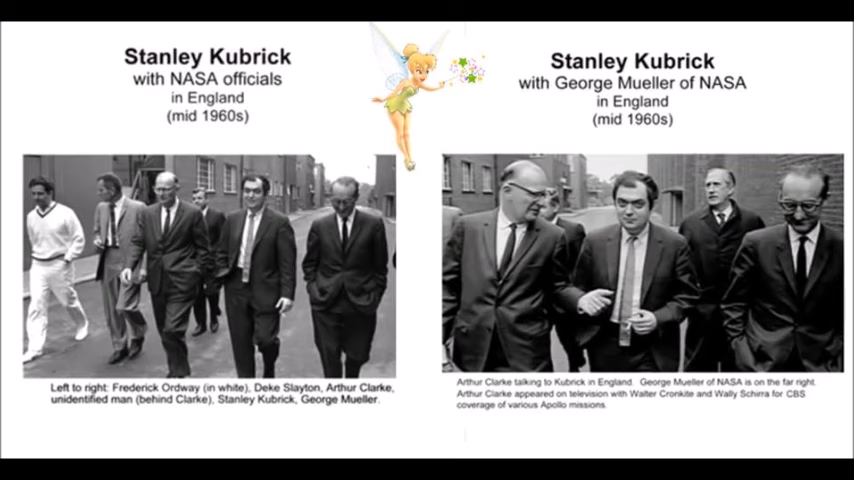 Stanley Kubrick
with NASA officials
in England
(mid 1960s)
Left to right: Frederick Ordway (in white), Deke Slayton, Arthur Clarke,
unidentified man (behind Clarke), Stanley Kubrick, George Mueller.
Stanley Kubrick
with George Mueller of NASA
in England
(mid 1960s)
Arthur Clarke talking to Kubrick in England. George Mueller of NASA is on the far right.
Arthur Clarke appeared on television with Walter Cronkite and Wally Schirra for CBS
coverage of various Apollo missions.